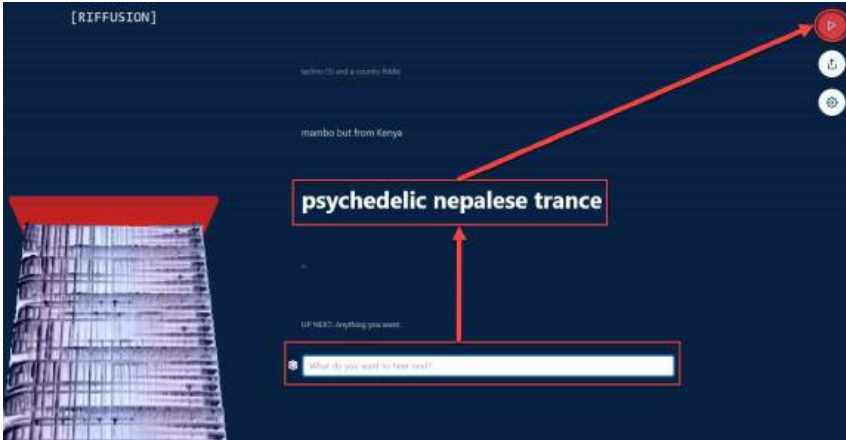 [RIFFUSION]
techno DJ and a country fiddle
mambo but from Kenya
psychedelic nepalese trance
...
UP NEXT: Anything you want
What do you want to hear next?